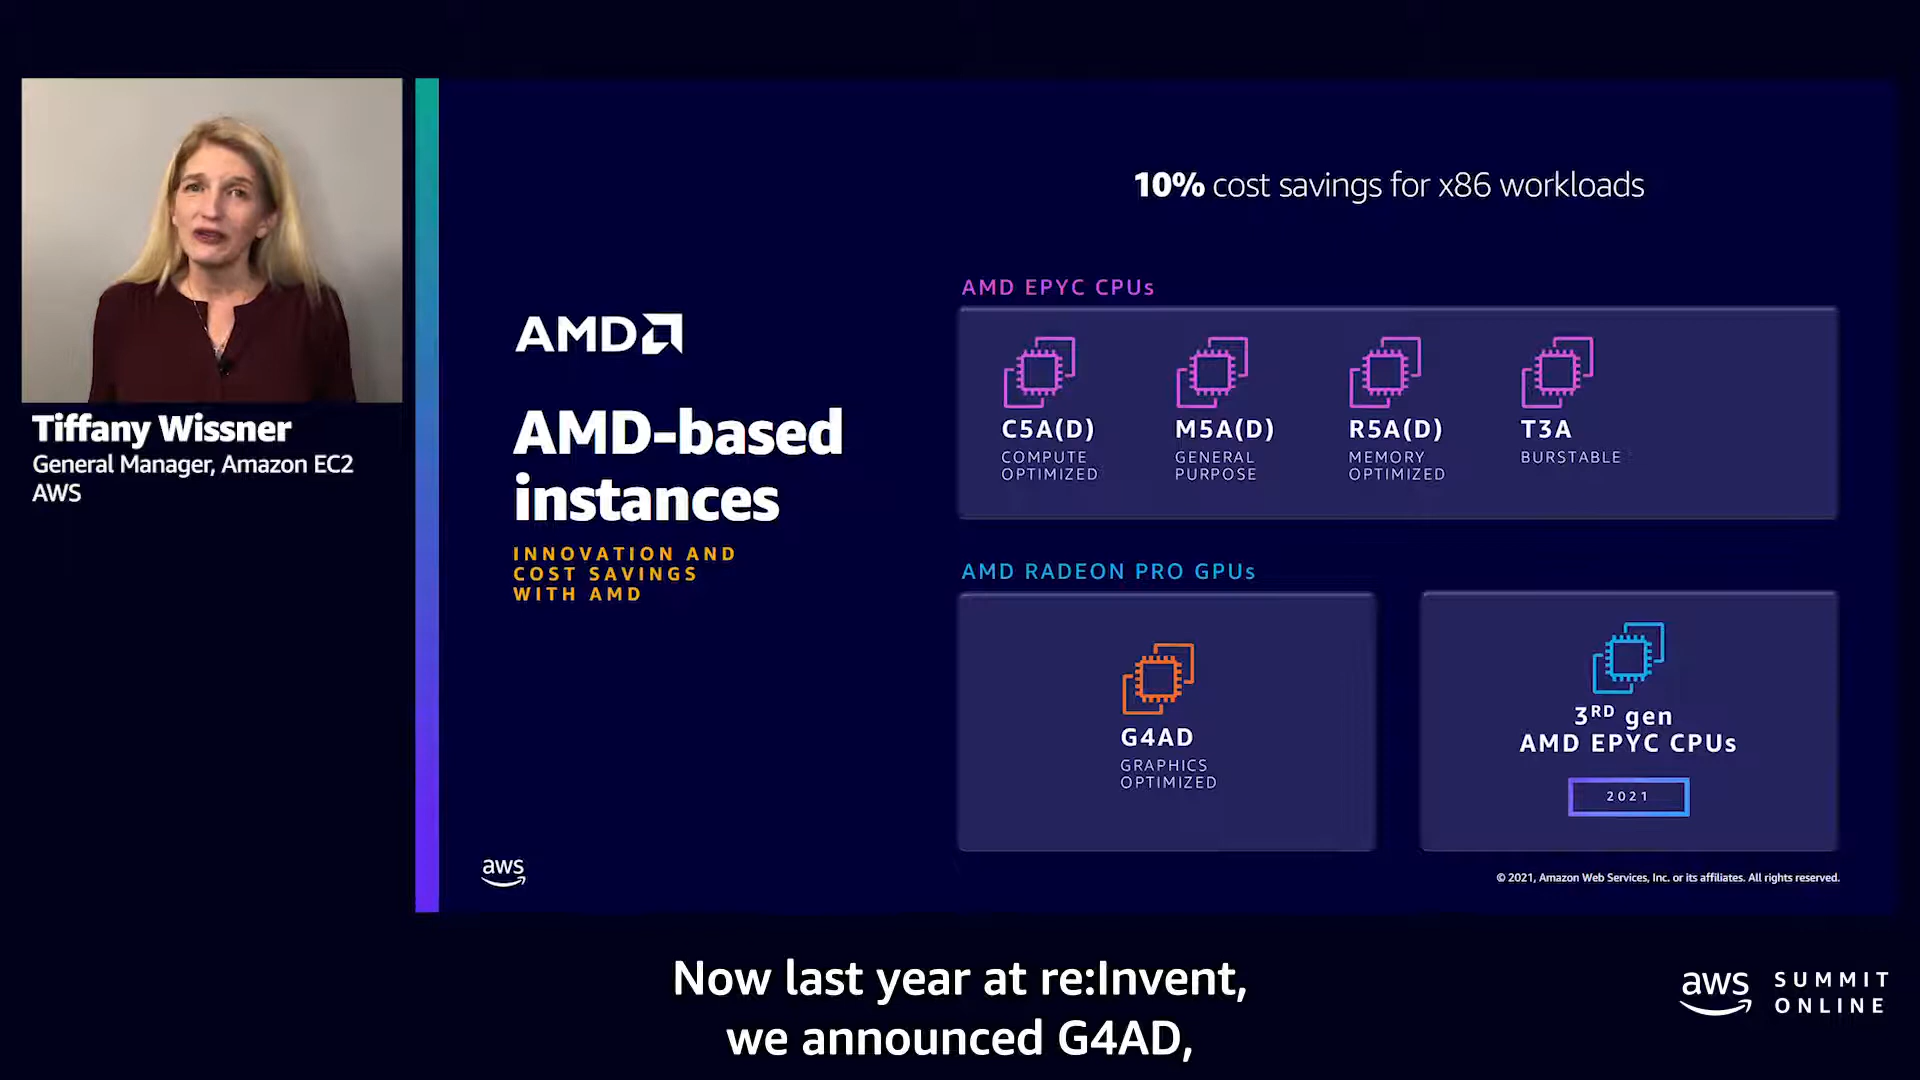 Tiffany Wissner
General Manager, Amazon EC2
AWS
AMD
AMD-based
instances
INNOVATION AND
COST SAVINGS
WITH AMD
aws
10% cost savings for x86 workloads
AMD EPYC CPUs
C5A(D)
COMPUTE
OPTIMIZED
M5A(D)
GENERAL
PURPOSE
R5A(D)
MEMORY
OPTIMIZED
T3A
BURSTABLE
AMD RADEON PRO GPUs
G4AD
GRAPHICS
OPTIMIZED
3RD gen
AMD EPYC CPUs
2021
© 2021, Amazon Web Services, Inc. or its affiliates. All rights reserved.
Now last year at re:Invent,
we announced G4AD,
aws
SUMMIT
ONLINE